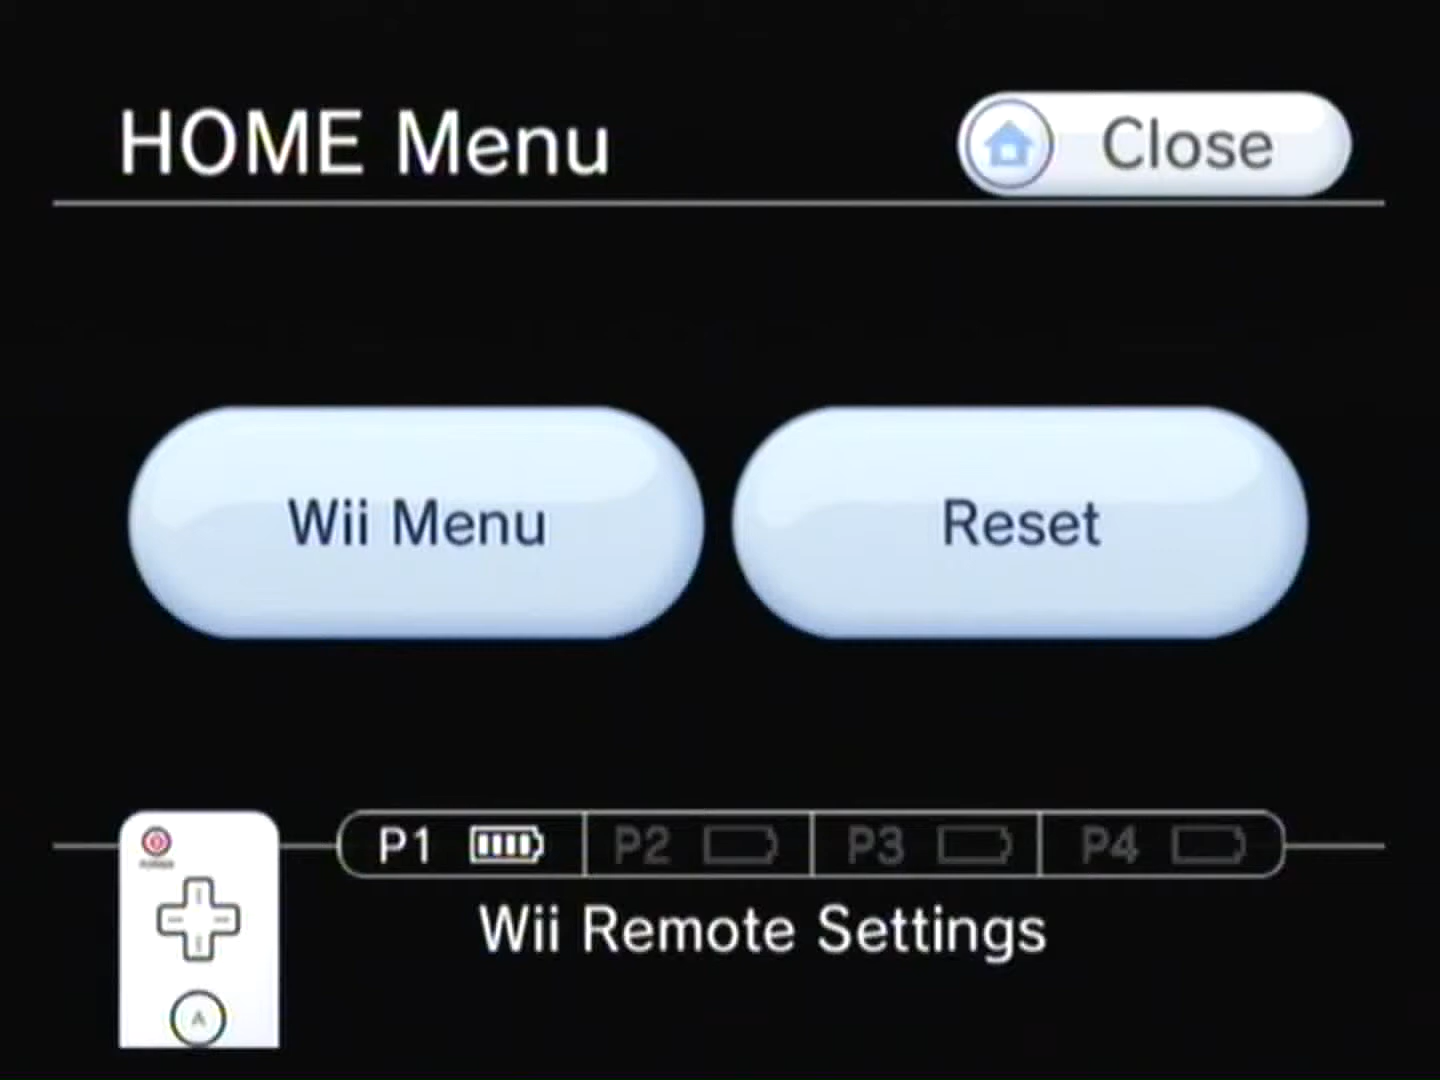 HOME Menu
Close
Wii Menu
Reset
P1
P2
P3
P4
Wii Remote Settings
A